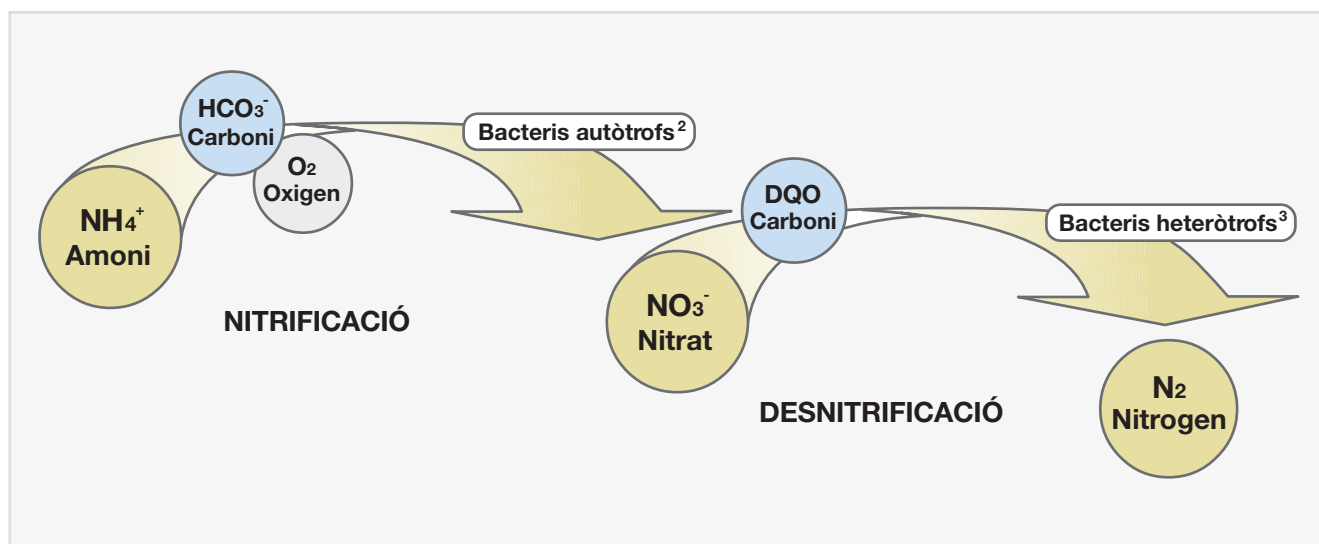 HCO₃⁻
Carboni
O₂
Oxigen
NH₄⁺
Amoni
Bacteris autòtrofs²
NITRIFICACIÓ
DQO
Carboni
NO₃⁻
Nitrat
Bacteris heteròtrofs³
DESNITRIFICACIÓ
N₂
Nitrogen